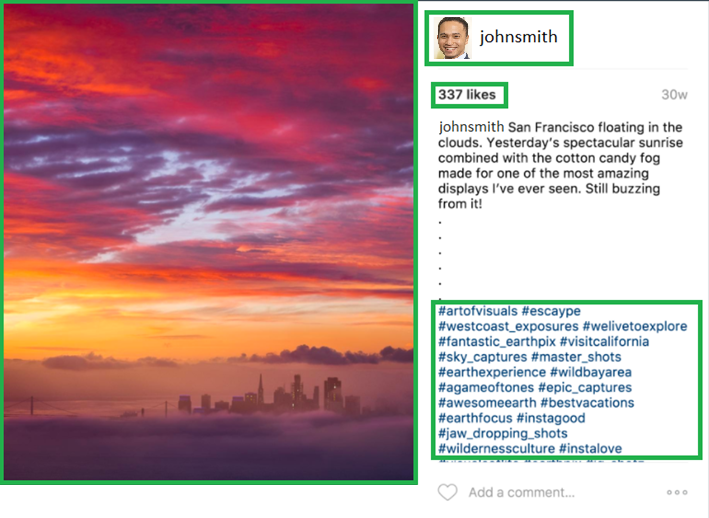 johnsmith
337 likes 30w
johnsmith San Francisco floating in the
clouds. Yesterday's spectacular sunrise
combined with the cotton candy fog
made for one of the most amazing
displays I've ever seen. Still buzzing
from it!
.
.
.
.
.
.
#artofvisuals #escaype
#westcoast_exposures #welivetoexplore
#fantastic_earthpix #visitcalifornia
#sky_captures #master_shots
#earthexperience #wildbayarea
#agameoftones #epic_captures
#awesomeearth #bestvacations
#earthfocus #instagood
#jaw_dropping_shots
#wildernessculture #instalove
Add a comment...